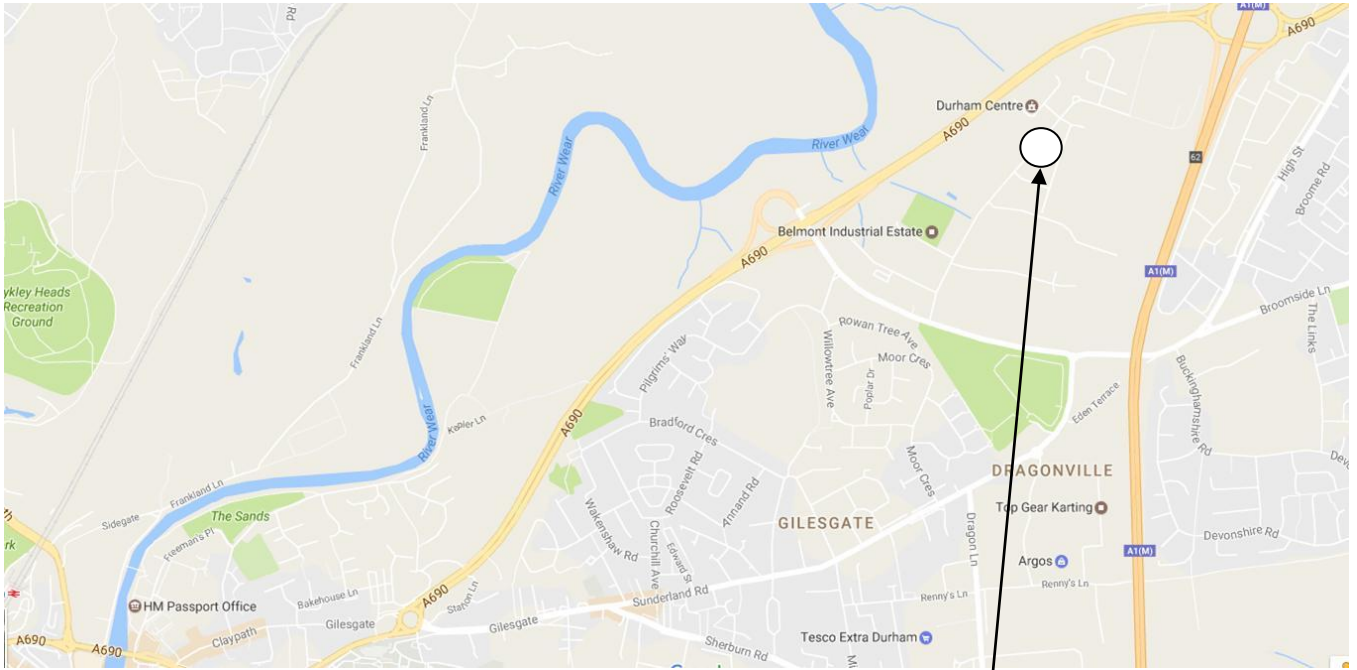 A1(M)
A690
Rd
Durham Centre
Frankland Ln
A690
River Wear
River Wear
62
High St
Broome Rd
Belmont Industrial Estate
A690
A1(M)
ykley Heads
Recreation
Ground
Broomside Ln
The Links
Rowan Tree Ave
Moor Cres
Frankland Ln
Pilgrims' Way
Willowtree Ave
Poplar Dr
Eden Terrace
Buckinghamshire Rd
River Wear
Kepier Ln
A690
Bradford Cres
Moor Cres
DRAGONVILLE
Roosevelt Rd
Annand Rd
Frankland Ln
Sidegate
The Sands
Freeman's Pl
GILESGATE
Top Gear Karting
Wakenshaw Rd
Churchill Ave
Edward St
Dragon Ln
Devonshire Rd
A1(M)
Argos
Renny's Ln
Renny's Ln
HM Passport Office
Bakehouse Ln
A690
Station Ln
Sunderland Rd
Claypath
Gilesgate
Gilesgate
A690
A690
Sherburn Rd
Tesco Extra Durham